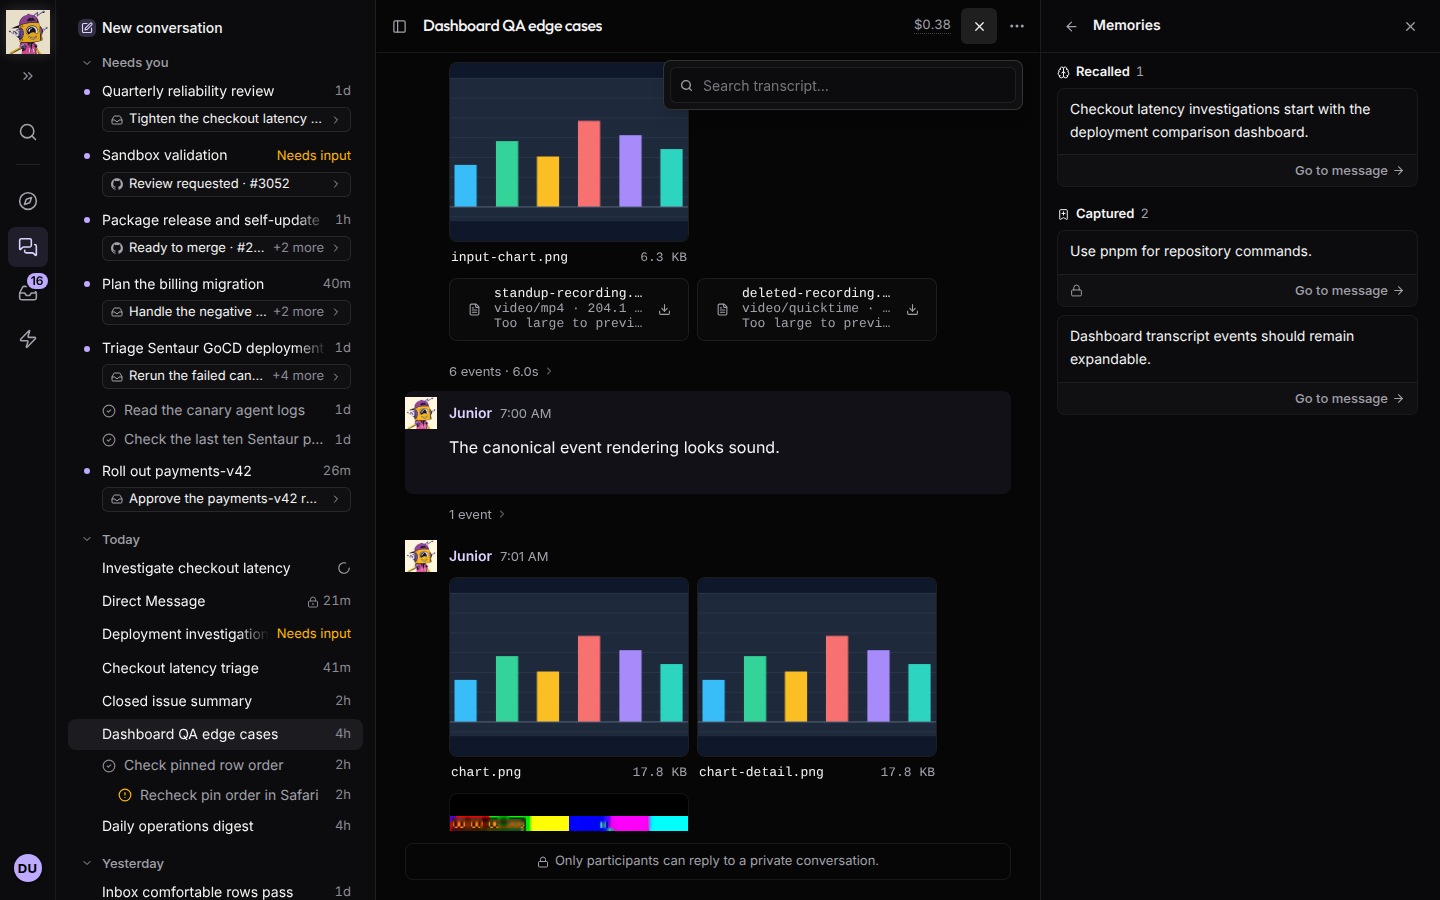 New conversation
Needs you
Quarterly reliability review 1d
Tighten the checkout latency ...
Sandbox validation Needs input
Review requested · #3052
Package release and self-update 1h
Ready to merge · #2... +2 more
Plan the billing migration 40m
Handle the negative ... +2 more
Triage Sentaur GoCD deployment 1d
Rerun the failed can... +4 more
Read the canary agent logs 1d
Check the last ten Sentaur p... 1d
Roll out payments-v42 26m
Approve the payments-v42 r...
Today
Investigate checkout latency
Direct Message 21m
Deployment investigation Needs input
Checkout latency triage 41m
Closed issue summary 2h
Dashboard QA edge cases 4h
Check pinned row order 2h
Recheck pin order in Safari 2h
Daily operations digest 4h
Yesterday
Inbox comfortable rows pass 1d
16
DU
Dashboard QA edge cases $0.38
Search transcript...
input-chart.png 6.3 KB
standup-recording.…
video/mp4 · 204.1 …
Too large to previ…
deleted-recording.…
video/quicktime · …
Too large to previ…
6 events · 6.0s
Junior 7:00 AM
The canonical event rendering looks sound.
1 event
Junior 7:01 AM
chart.png 17.8 KB
chart-detail.png 17.8 KB
Only participants can reply to a private conversation.
Memories
Recalled 1
Checkout latency investigations start with the
deployment comparison dashboard.
Go to message
Captured 2
Use pnpm for repository commands.
Go to message
Dashboard transcript events should remain
expandable.
Go to message